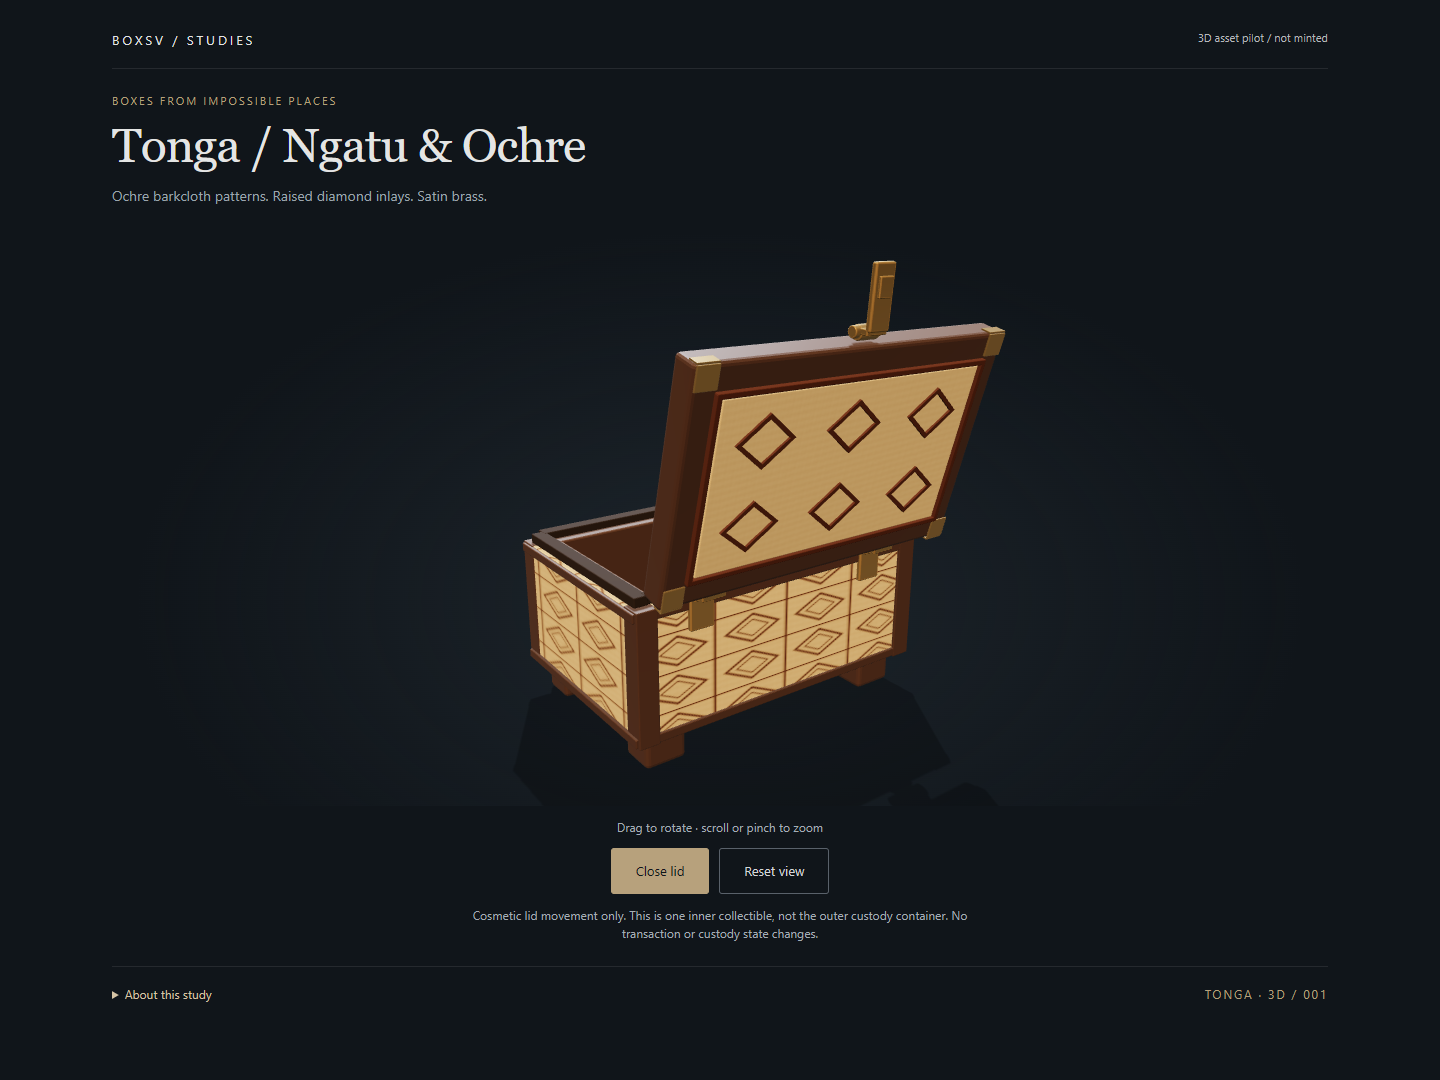 BOXSV / STUDIES
3D asset pilot / not minted
BOXES FROM IMPOSSIBLE PLACES
Tonga / Ngatu & Ochre
Ochre barkcloth patterns. Raised diamond inlays. Satin brass.
Drag to rotate · scroll or pinch to zoom
Close lid
Reset view
Cosmetic lid movement only. This is one inner collectible, not the outer custody container. No
transaction or custody state changes.
About this study
TONGA · 3D / 001